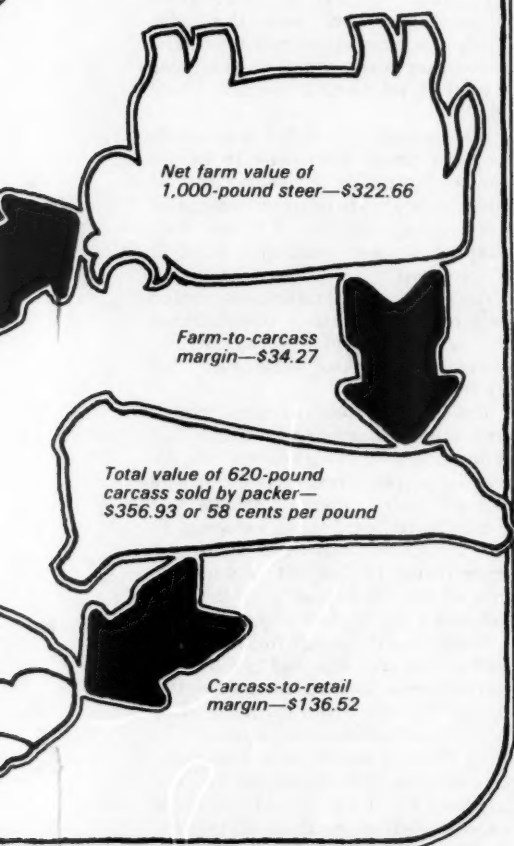 Net farm value of
1,000-pound steer—$322.66
Farm-to-carcass
margin—$34.27
Total value of 620-pound
carcass sold by packer—
$356.93 or 58 cents per pound
Carcass-to-retail
margin—$136.52